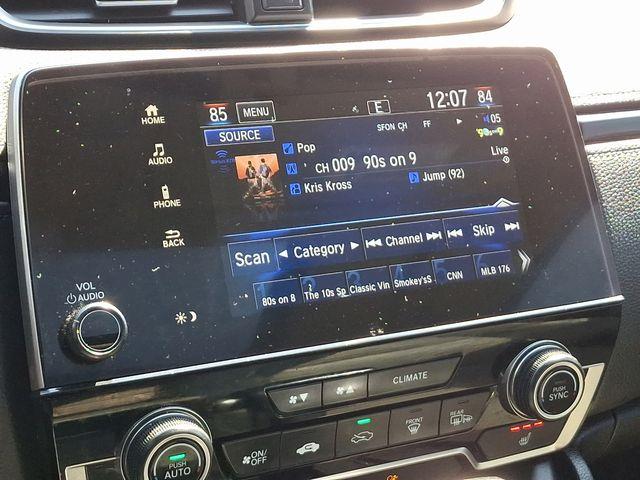 85 MENU E 12:07 84
SFON CH FF
05
HOME
SOURCE
Pop
CH 009 90s on 9
Live
AUDIO
Kris Kross Jump (92)
PHONE
BACK
Scan Category Channel Skip
80s on 8 The 10s Sp Classic Vin Smokey'sS CNN MLB 176
VOL
AUDIO
CLIMATE
PUSH
SYNC
ON/
OFF
FRONT
REAR
PUSH
AUTO